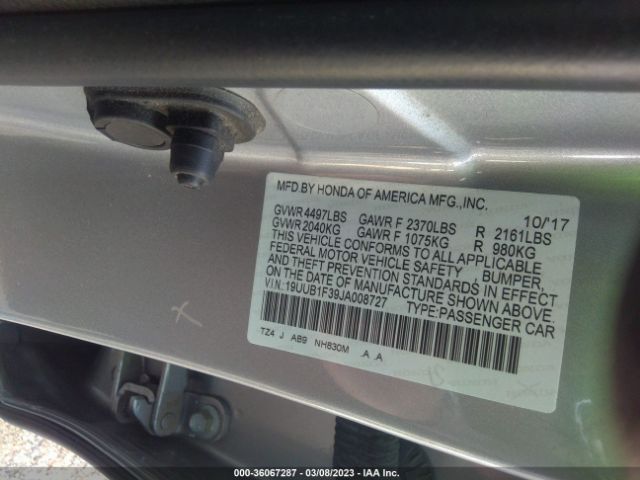 MFD BY HONDA OF AMERICA MFG.,INC. 10/'17
GVWR 4497LBS GAWR F 2370LBS R 2161LBS
GVWR 2040KG GAWR F 1075KG R 980KG
THIS VEHICLE CONFORMS TO ALL APPLICABLE
FEDERAL MOTOR VEHICLE SAFETY , BUMPER,
AND THEFT PREVENTION STANDARDS IN EFFECT
ON THE DATE OF MANUFACTURE SHOWN ABOVE.
VIN:19UUB1F39JA008727 TYPE:PASSENGER CAR
TZ4 J AB9 NH830M A A
000-36067287 - 03/08/2023 - IAA Inc.